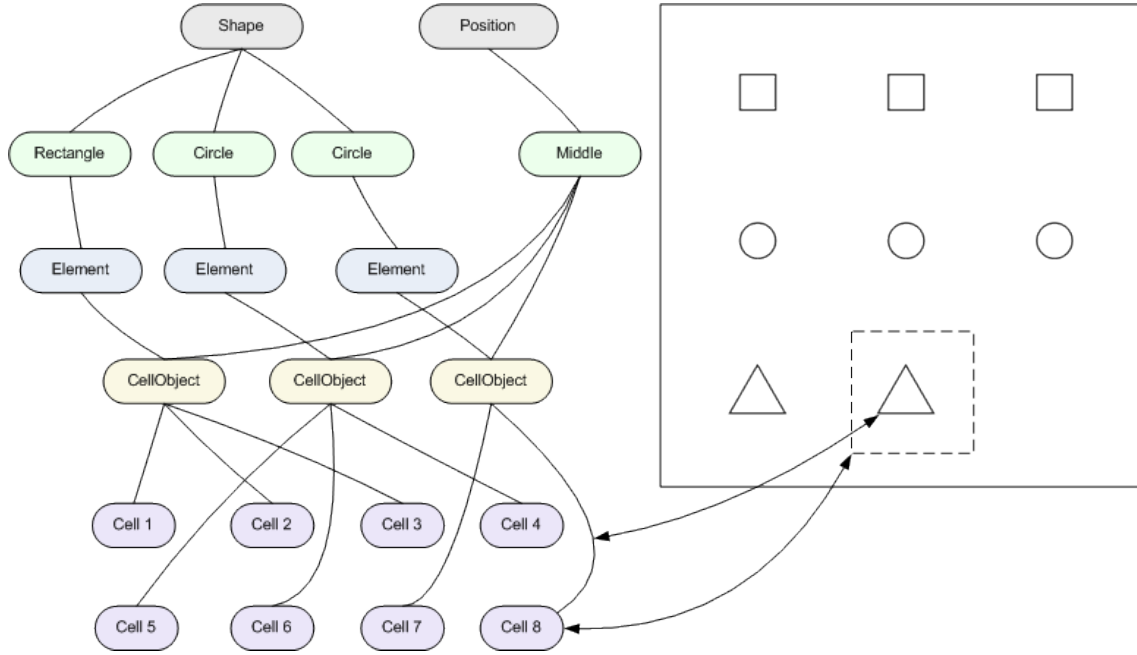 Shape
Position
Rectangle
Circle
Circle
Middle
Element
Element
Element
CellObject
CellObject
CellObject
Cell 1
Cell 2
Cell 3
Cell 4
Cell 5
Cell 6
Cell 7
Cell 8